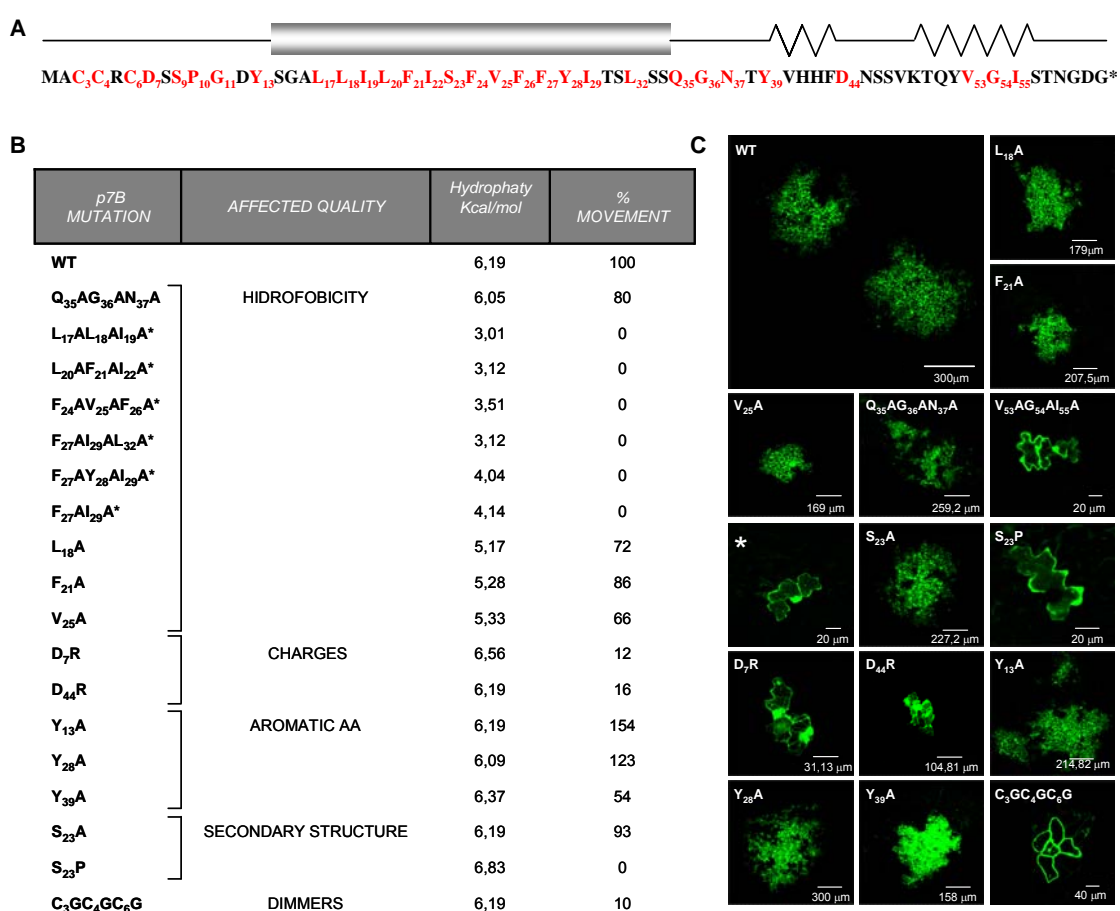 A
MAC₃C₄RC₆D₇SS₉P₁₀G₁₁DY₁₃SGAL₁₇L₁₈I₁₉L₂₀F₂₁I₂₂S₂₃F₂₄V₂₅F₂₆F₂₇Y₂₈I₂₉TSL₃₂SSQ₃₅G₃₆N₃₇TY₃₉VHHFD₄₄NSSVKTQYV₅₃G₅₄I₅₅STNGDG*
B
p7B MUTATION AFFECTED QUALITY Hydrophaty Kcal/mol % MOVEMENT
WT 6,19 100
Q₃₅AG₃₆AN₃₇A HIDROFOBICITY 6,05 80
L₁₇AL₁₈AI₁₉A* 3,01 0
L₂₀AF₂₁AI₂₂A* 3,12 0
F₂₄AV₂₅AF₂₆A* 3,51 0
F₂₇AI₂₉AL₃₂A* 3,12 0
F₂₇AY₂₈AI₂₉A* 4,04 0
F₂₇AI₂₉A* 4,14 0
L₁₈A 5,17 72
F₂₁A 5,28 86
V₂₅A 5,33 66
D₇R CHARGES 6,56 12
D₄₄R 6,19 16
Y₁₃A AROMATIC AA 6,19 154
Y₂₈A 6,09 123
Y₃₉A 6,37 54
S₂₃A SECONDARY STRUCTURE 6,19 93
S₂₃P 6,83 0
C₃GC₄GC₆G DIMMERS 6,19 10
C
WT
300µm
L₁₈A
179µm
F₂₁A
207,5µm
V₂₅A
169 µm
Q₃₅AG₃₆AN₃₇A
259,2 µm
V₅₃AG₅₄AI₅₅A
20 µm
*
20 µm
S₂₃A
227,2 µm
S₂₃P
20 µm
D₇R
31,13 µm
D₄₄R
104,81 µm
Y₁₃A
214,82 µm
Y₂₈A
300 µm
Y₃₉A
158 µm
C₃GC₄GC₆G
40 µm